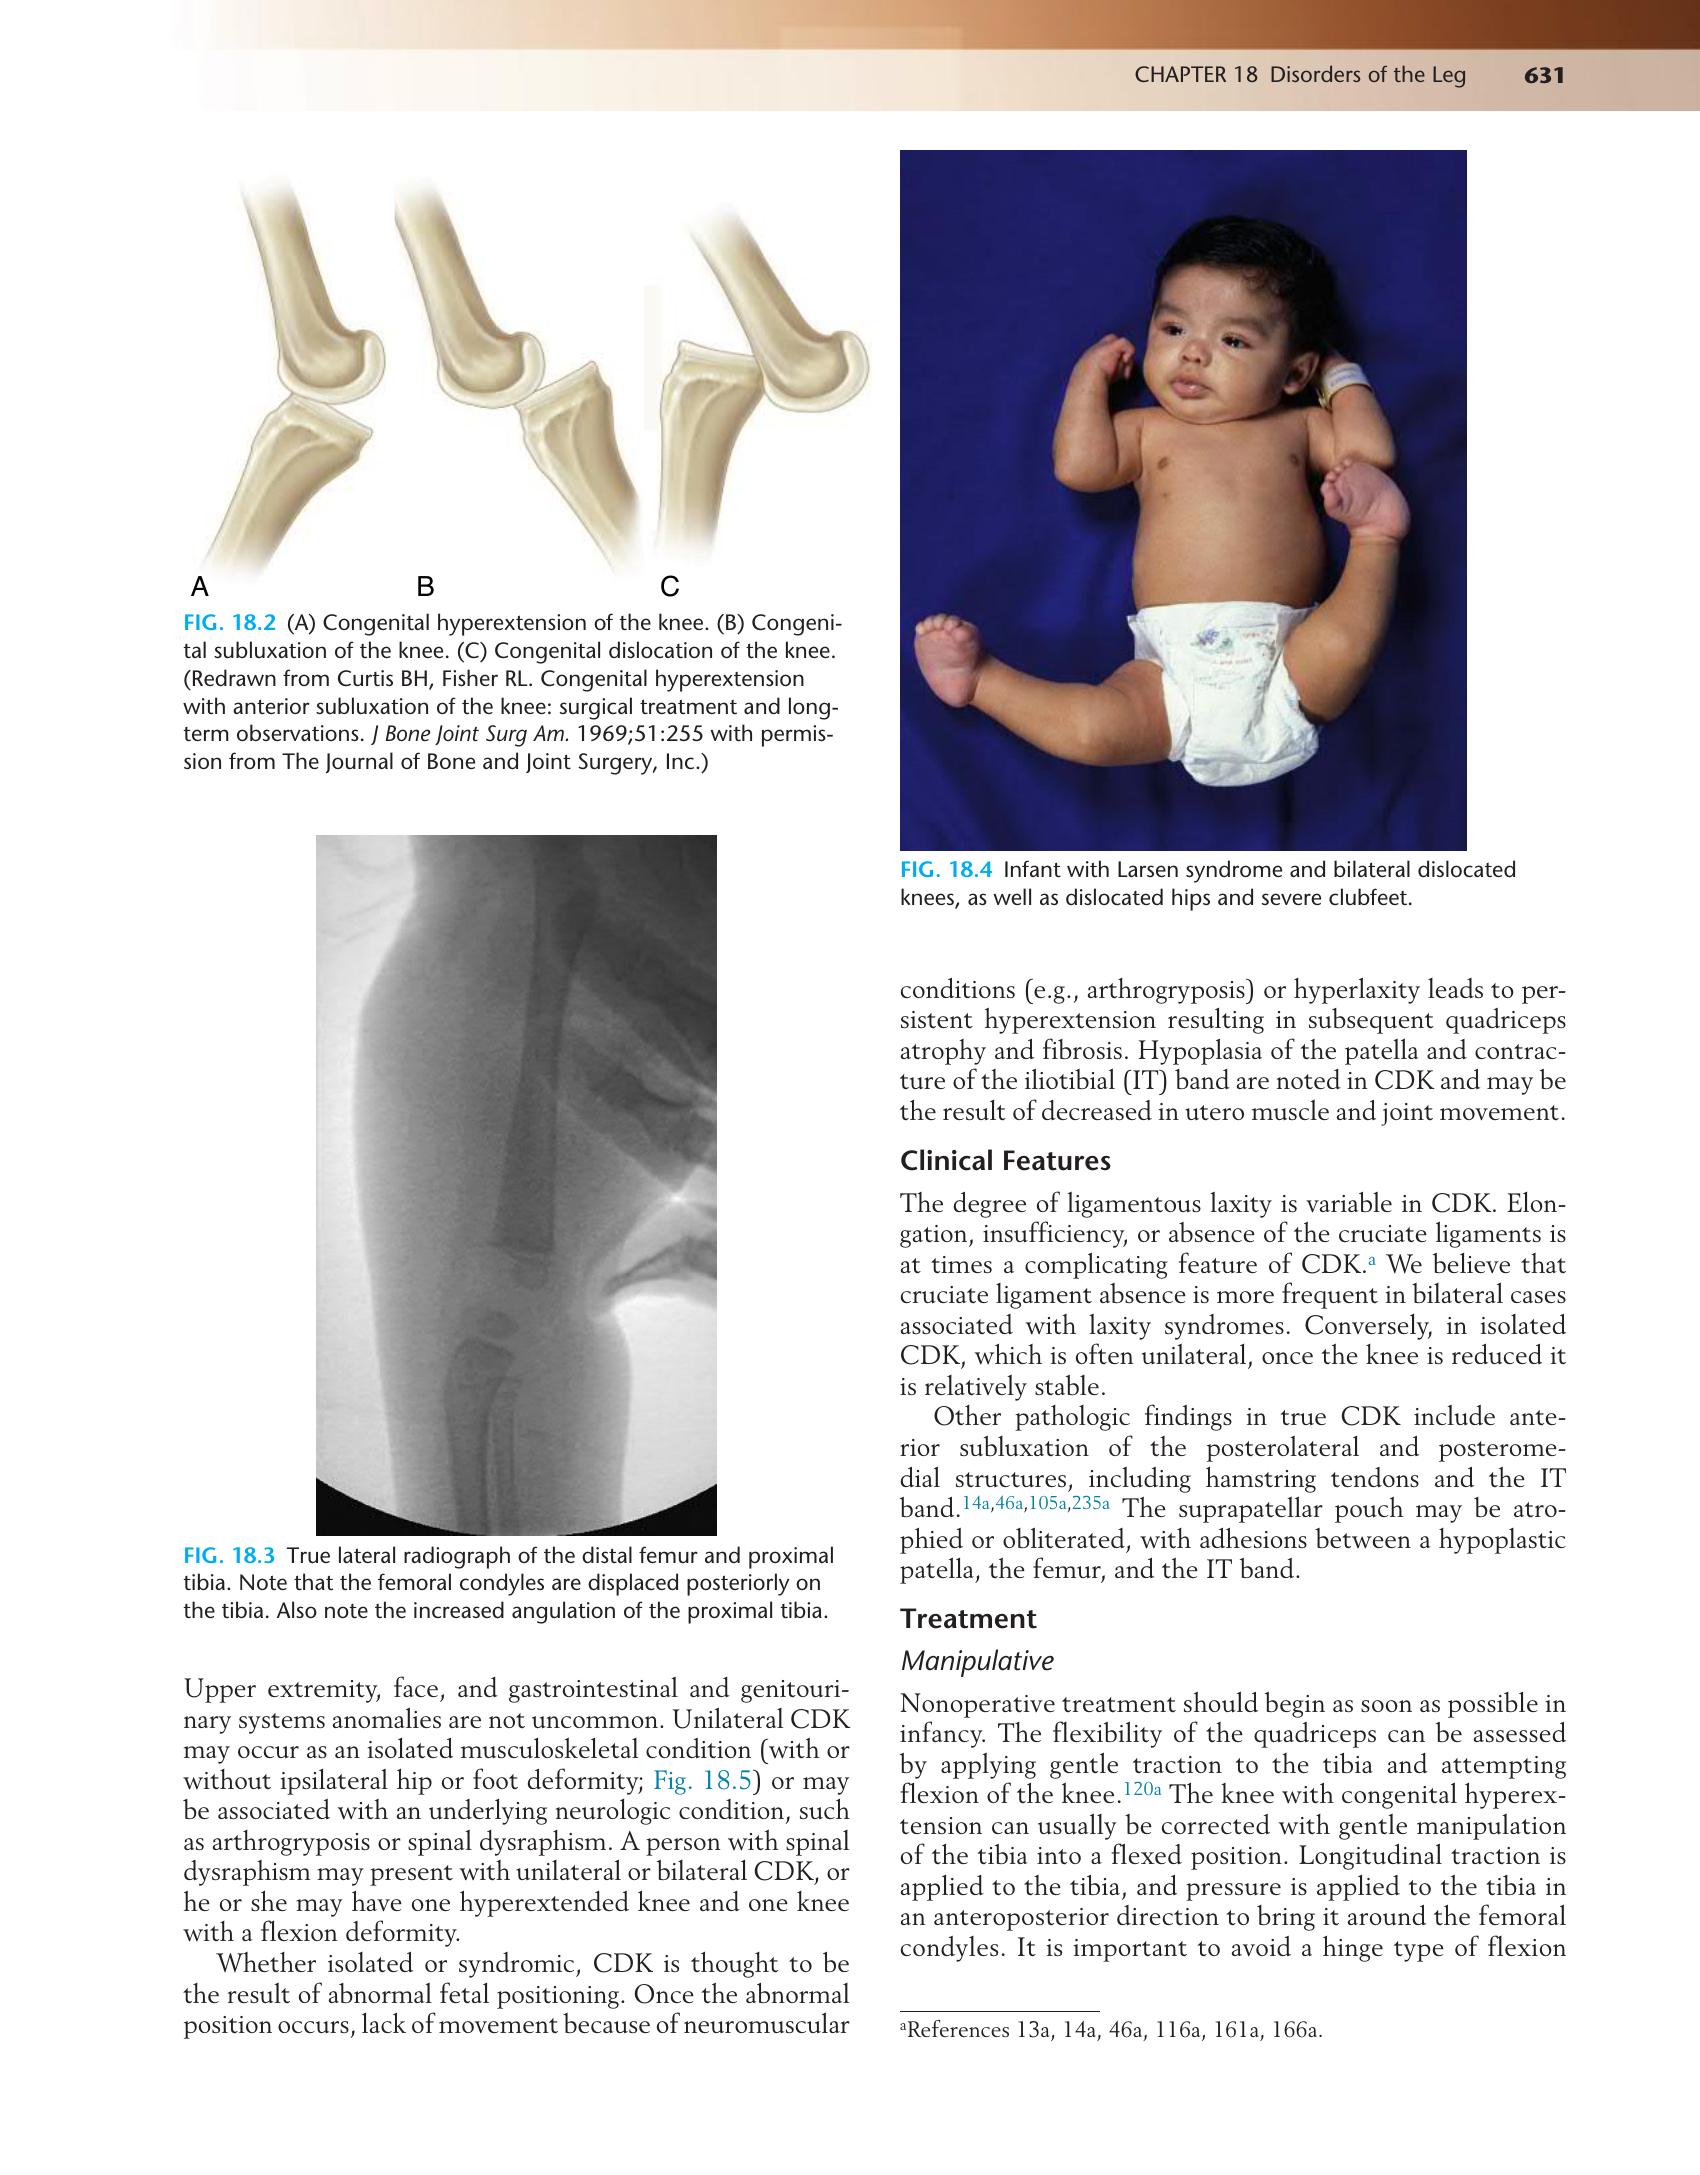 CHAPTER 18 Disorders of the Leg 631
A
B
C
FIG. 18.2 (A) Congenital hyperextension of the knee. (B) Congeni-
tal subluxation of the knee. (C) Congenital dislocation of the knee.
(Redrawn from Curtis BH, Fisher RL. Congenital hyperextension
with anterior subluxation of the knee: surgical treatment and long-
term observations. J Bone Joint Surg Am. 1969;51:255 with permis-
sion from The Journal of Bone and Joint Surgery, Inc.)
FIG. 18.3 True lateral radiograph of the distal femur and proximal
tibia. Note that the femoral condyles are displaced posteriorly on
the tibia. Also note the increased angulation of the proximal tibia.
Upper extremity, face, and gastrointestinal and genitouri-
nary systems anomalies are not uncommon. Unilateral CDK
may occur as an isolated musculoskeletal condition (with or
without ipsilateral hip or foot deformity; Fig. 18.5) or may
be associated with an underlying neurologic condition, such
as arthrogryposis or spinal dysraphism. A person with spinal
dysraphism may present with unilateral or bilateral CDK, or
he or she may have one hyperextended knee and one knee
with a flexion deformity.
Whether isolated or syndromic, CDK is thought to be
the result of abnormal fetal positioning. Once the abnormal
position occurs, lack of movement because of neuromuscular
FIG. 18.4 Infant with Larsen syndrome and bilateral dislocated
knees, as well as dislocated hips and severe clubfeet.
conditions (e.g., arthrogryposis) or hyperlaxity leads to per-
sistent hyperextension resulting in subsequent quadriceps
atrophy and fibrosis. Hypoplasia of the patella and contrac-
ture of the iliotibial (IT) band are noted in CDK and may be
the result of decreased in utero muscle and joint movement.
Clinical Features
The degree of ligamentous laxity is variable in CDK. Elon-
gation, insufficiency, or absence of the cruciate ligaments is
at times a complicating feature of CDK.a We believe that
cruciate ligament absence is more frequent in bilateral cases
associated with laxity syndromes. Conversely, in isolated
CDK, which is often unilateral, once the knee is reduced it
is relatively stable.
Other pathologic findings in true CDK include ante-
rior subluxation of the posterolateral and posterome-
dial structures, including hamstring tendons and the IT
band.14a,46a,105a,235a The suprapatellar pouch may be atro-
phied or obliterated, with adhesions between a hypoplastic
patella, the femur, and the IT band.
Treatment
Manipulative
Nonoperative treatment should begin as soon as possible in
infancy. The flexibility of the quadriceps can be assessed
by applying gentle traction to the tibia and attempting
flexion of the knee.120a The knee with congenital hyperex-
tension can usually be corrected with gentle manipulation
of the tibia into a flexed position. Longitudinal traction is
applied to the tibia, and pressure is applied to the tibia in
an anteroposterior direction to bring it around the femoral
condyles. It is important to avoid a hinge type of flexion
aReferences 13a, 14a, 46a, 116a, 161a, 166a.